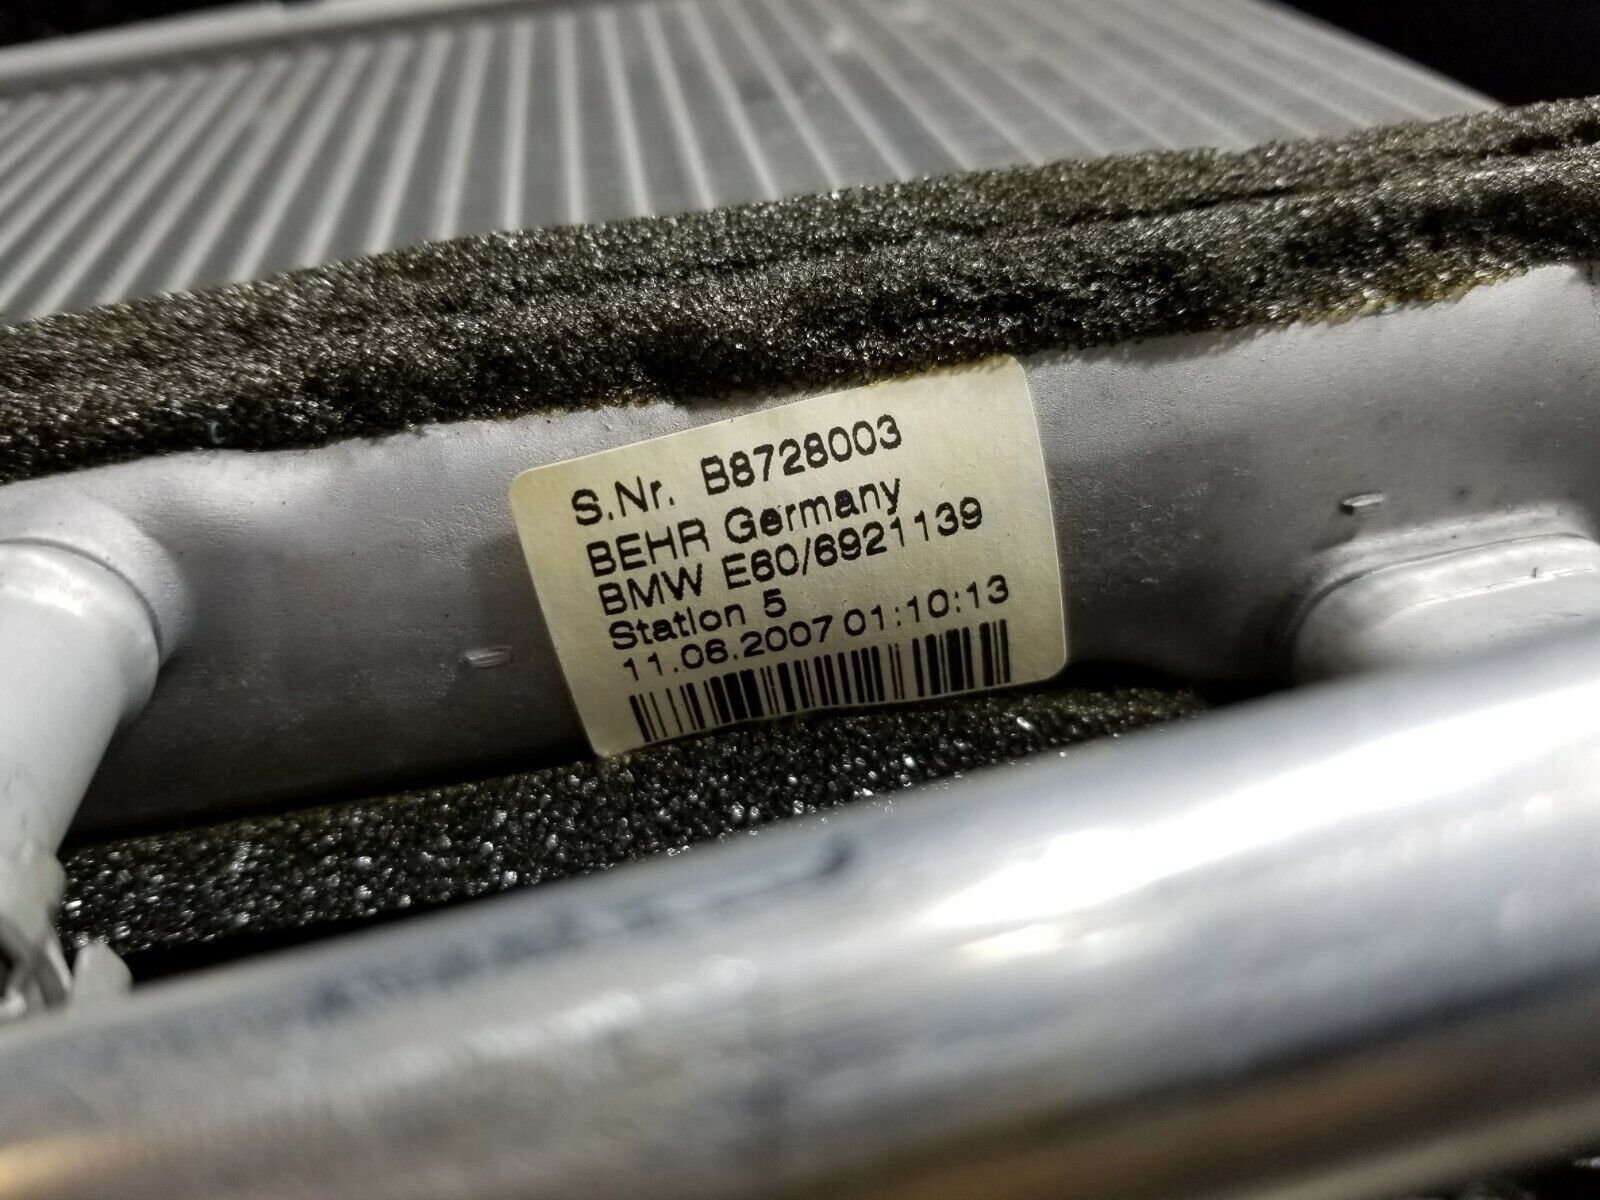 S.Nr. B8728003
BEHR Germany
BMW E60/6921139
Station 5
11.06.2007 01:10:13